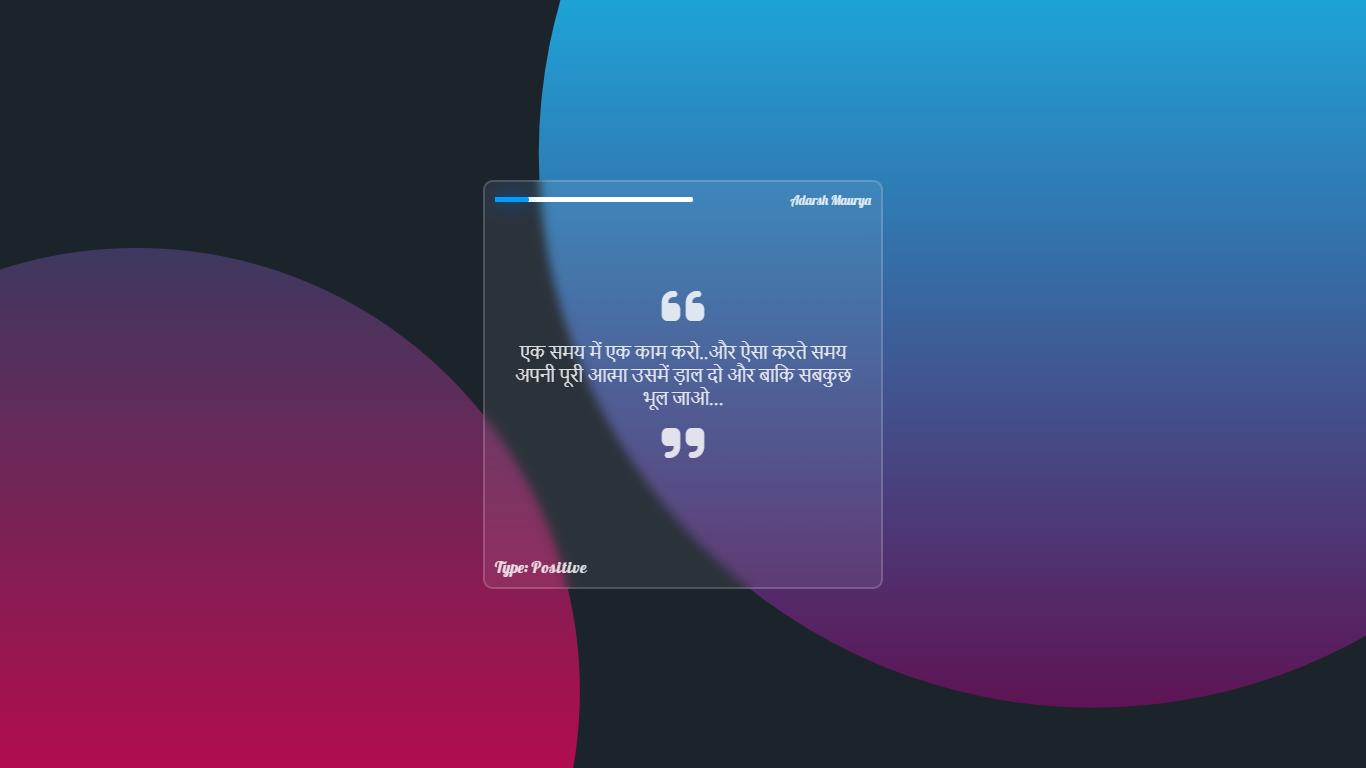 Adarsh Maurya
एक समय में एक काम करो..और ऐसा करते समय
अपनी पूरी आत्मा उसमें ड़ाल दो और बाकि सबकुछ
भूल जाओ...
Type: Positive